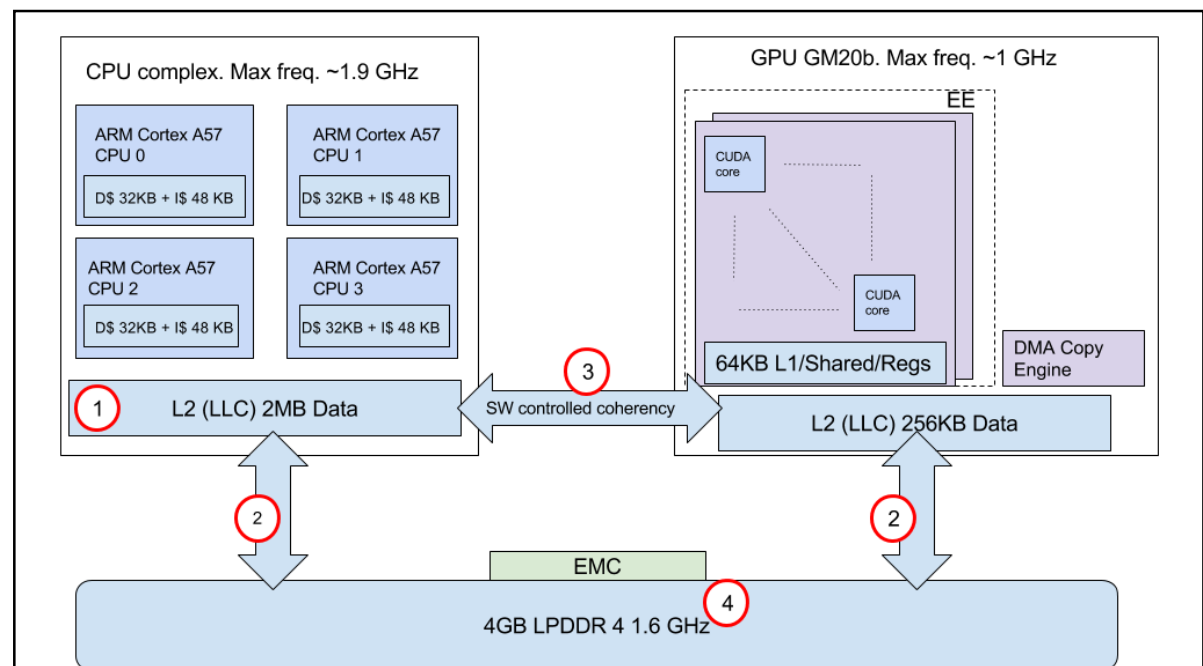 CPU complex. Max freq. ~1.9 GHz
ARM Cortex A57
CPU 0
D$ 32KB + I$ 48 KB
ARM Cortex A57
CPU 1
D$ 32KB + I$ 48 KB
ARM Cortex A57
CPU 2
D$ 32KB + I$ 48 KB
ARM Cortex A57
CPU 3
D$ 32KB + I$ 48 KB
1
L2 (LLC) 2MB Data
3
SW controlled coherency
GPU GM20b. Max freq. ~1 GHz
EE
CUDA
core
CUDA
core
64KB L1/Shared/Regs
DMA Copy
Engine
L2 (LLC) 256KB Data
2
2
EMC
4
4GB LPDDR 4 1.6 GHz